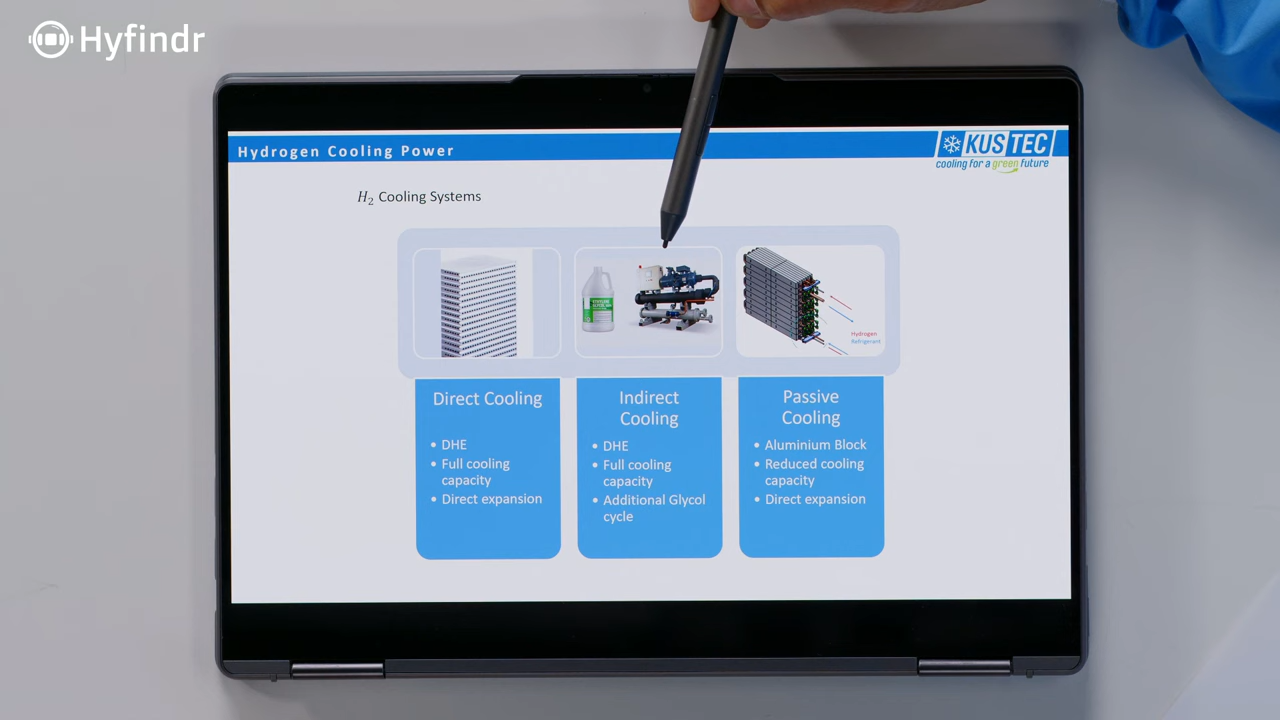 Hyfindr
Hydrogen Cooling Power
KUSTEC
cooling for a green future
H₂ Cooling Systems
Hydrogen
Refrigerant
Direct Cooling
• DHE
• Full cooling
capacity
• Direct expansion
Indirect
Cooling
• DHE
• Full cooling
capacity
• Additional Glycol
cycle
Passive
Cooling
• Aluminium Block
• Reduced cooling
capacity
• Direct expansion